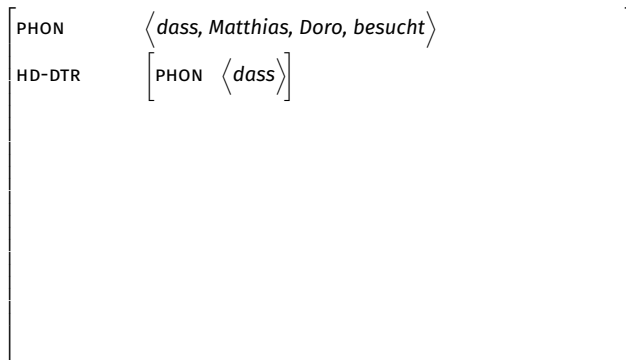 PHON ⟨dass, Matthias, Doro, besucht⟩
HD-DTR [PHON ⟨dass⟩]